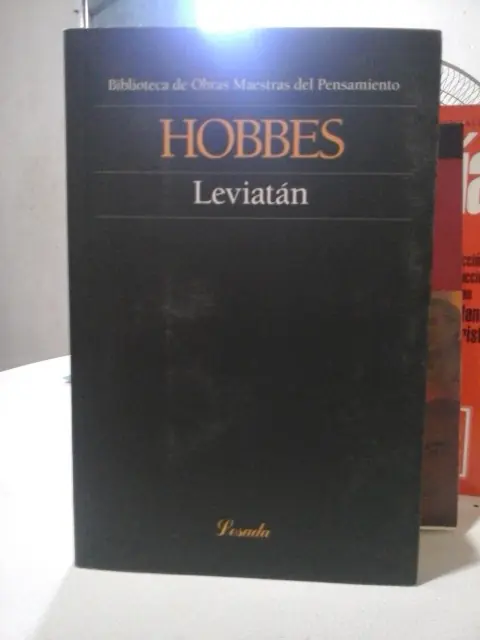 Biblioteca de Obras Maestras del Pensamiento
HOBBES
Leviatán
Losada